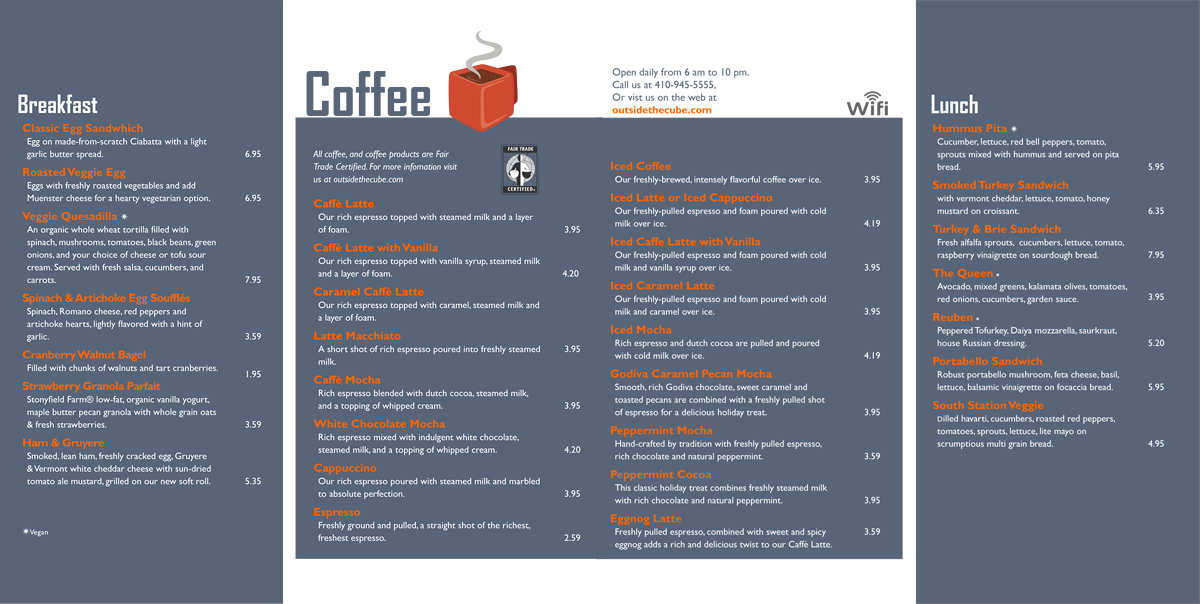 Breakfast
Classic Egg Sandwhich
Egg on made-from-scratch Ciabatta with a light
garlic butter spread. 6.95
Roasted Veggie Egg
Eggs with freshly roasted vegetables and add
Muenster cheese for a hearty vegetarian option. 6.95
Veggie Quesadilla ✷
An organic whole wheat tortilla filled with
spinach, mushrooms, tomatoes, black beans, green
onions, and your choice of cheese or tofu sour
cream. Served with fresh salsa, cucumbers, and
carrots. 7.95
Spinach & Artichoke Egg Soufflés
Spinach, Romano cheese, red peppers and
artichoke hearts, lightly flavored with a hint of
garlic. 3.59
Cranberry Walnut Bagel
Filled with chunks of walnuts and tart cranberries. 1.95
Strawberry Granola Parfait
Stonyfield Farm® low-fat, organic vanilla yogurt,
maple butter pecan granola with whole grain oats
& fresh strawberries. 3.59
Ham & Gruyere
Smoked, lean ham, freshly cracked egg, Gruyere
& Vermont white cheddar cheese with sun-dried
tomato ale mustard, grilled on our new soft roll. 5.35
✷ Vegan
Coffee
All coffee, and coffee products are Fair
Trade Certified. For more infomation visit
us at outsidethecube.com
FAIR TRADE
CERTIFIED
Caffè Latte
Our rich espresso topped with steamed milk and a layer
of foam. 3.95
Caffè Latte with Vanilla
Our rich espresso topped with vanilla syrup, steamed milk
and a layer of foam. 4.20
Caramel Caffè Latte
Our rich espresso topped with caramel, steamed milk and
a layer of foam.
Latte Macchiato
A short shot of rich espresso poured into freshly steamed 3.95
milk.
Caffè Mocha
Rich espresso blended with dutch cocoa, steamed milk,
and a topping of whipped cream. 3.95
White Chocolate Mocha
Rich espresso mixed with indulgent white chocolate,
steamed milk, and a topping of whipped cream. 4.20
Cappuccino
Our rich espresso poured with steamed milk and marbled
to absolute perfection. 3.95
Espresso
Freshly ground and pulled, a straight shot of the richest,
freshest espresso. 2.59
Open daily from 6 am to 10 pm.
Call us at 410-945-5555,
Or vist us on the web at
outsidethecube.com
Wifi
Iced Coffee
Our freshly-brewed, intensely flavorful coffee over ice. 3.95
Iced Latte or Iced Cappuccino
Our freshly-pulled espresso and foam poured with cold
milk over ice. 4.19
Iced Caffe Latte with Vanilla
Our freshly-pulled espresso and foam poured with cold
milk and vanilla syrup over ice. 3.95
Iced Caramel Latte
Our freshly-pulled espresso and foam poured with cold
milk and caramel over ice. 3.95
Iced Mocha
Rich espresso and dutch cocoa are pulled and poured
with cold milk over ice. 4.19
Godiva Caramel Pecan Mocha
Smooth, rich Godiva chocolate, sweet caramel and
toasted pecans are combined with a freshly pulled shot
of espresso for a delicious holiday treat. 3.95
Peppermint Mocha
Hand-crafted by tradition with freshly pulled espresso,
rich chocolate and natural peppermint. 3.59
Peppermint Cocoa
This classic holiday treat combines freshly steamed milk
with rich chocolate and natural peppermint. 3.95
Eggnog Latte
Freshly pulled espresso, combined with sweet and spicy 3.59
eggnog adds a rich and delicious twist to our Caffè Latte.
Lunch
Hummus Pita ✷
Cucumber, lettuce, red bell peppers, tomato,
sprouts mixed with hummus and served on pita
bread. 5.95
Smoked Turkey Sandwich
with vermont cheddar, lettuce, tomato, honey
mustard on croissant. 6.35
Turkey & Brie Sandwich
Fresh alfalfa sprouts, cucumbers, lettuce, tomato,
raspberry vinaigrette on sourdough bread. 7.95
The Queen ✷
Avocado, mixed greens, kalamata olives, tomatoes,
red onions, cucumbers, garden sauce. 3.95
Reuben ✷
Peppered Tofurkey, Daiya mozzarella, saurkraut,
house Russian dressing. 5.20
Portabello Sandwich
Robust portabello mushroom, feta cheese, basil,
lettuce, balsamic vinaigrette on focaccia bread. 5.95
South Station Veggie
Dilled havarti, cucumbers, roasted red peppers,
tomatoes, sprouts, lettuce, lite mayo on
scrumptious multi grain bread. 4.95